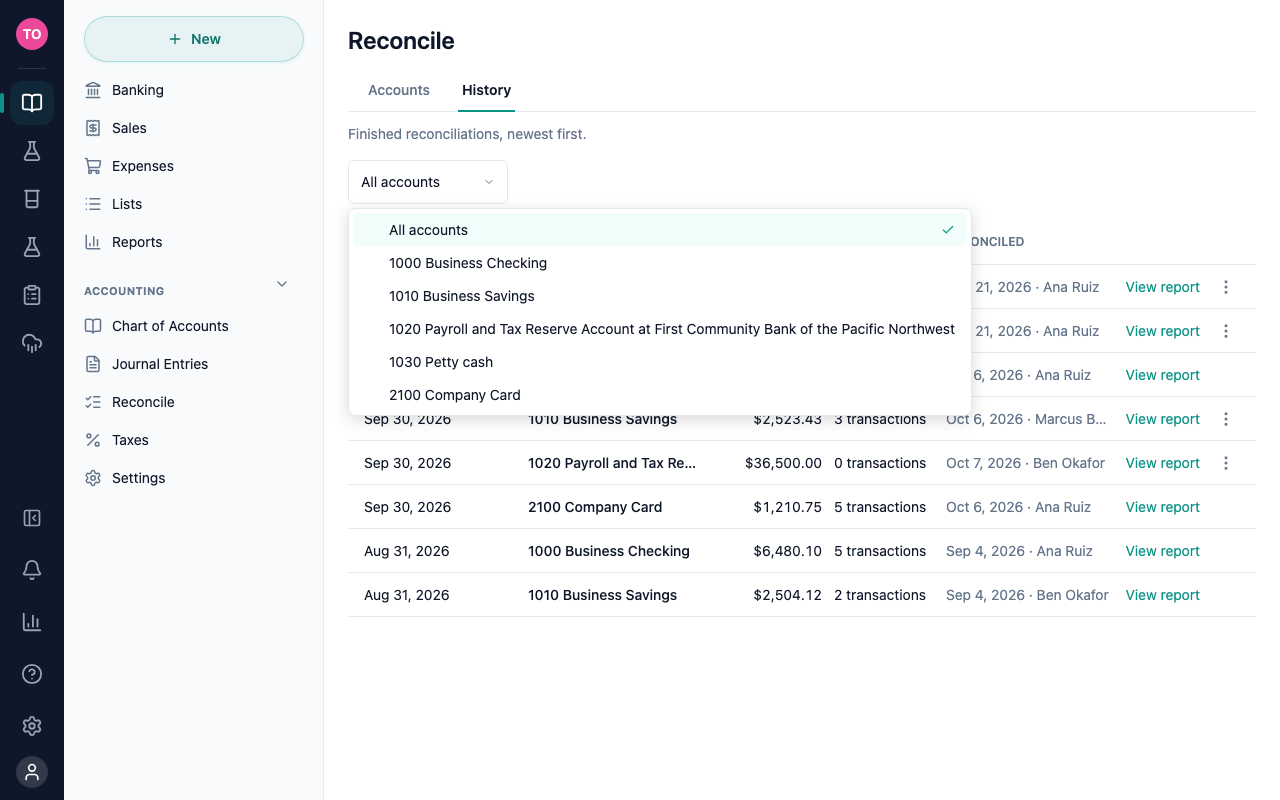 TO
New
Banking
Sales
Expenses
Lists
Reports
ACCOUNTING
Chart of Accounts
Journal Entries
Reconcile
Taxes
Settings
Reconcile
Accounts History
Finished reconciliations, newest first.
All accounts
All accounts
1000 Business Checking
1010 Business Savings
1020 Payroll and Tax Reserve Account at First Community Bank of the Pacific Northwest
1030 Petty cash
2100 Company Card
ONCILED
21, 2026 · Ana Ruiz View report
21, 2026 · Ana Ruiz View report
6, 2026 · Ana Ruiz View report
Sep 30, 2026 1010 Business Savings $2,523.43 3 transactions Oct 6, 2026 · Marcus B... View report
Sep 30, 2026 1020 Payroll and Tax Re... $36,500.00 0 transactions Oct 7, 2026 · Ben Okafor View report
Sep 30, 2026 2100 Company Card $1,210.75 5 transactions Oct 6, 2026 · Ana Ruiz View report
Aug 31, 2026 1000 Business Checking $6,480.10 5 transactions Sep 4, 2026 · Ana Ruiz View report
Aug 31, 2026 1010 Business Savings $2,504.12 2 transactions Sep 4, 2026 · Ben Okafor View report